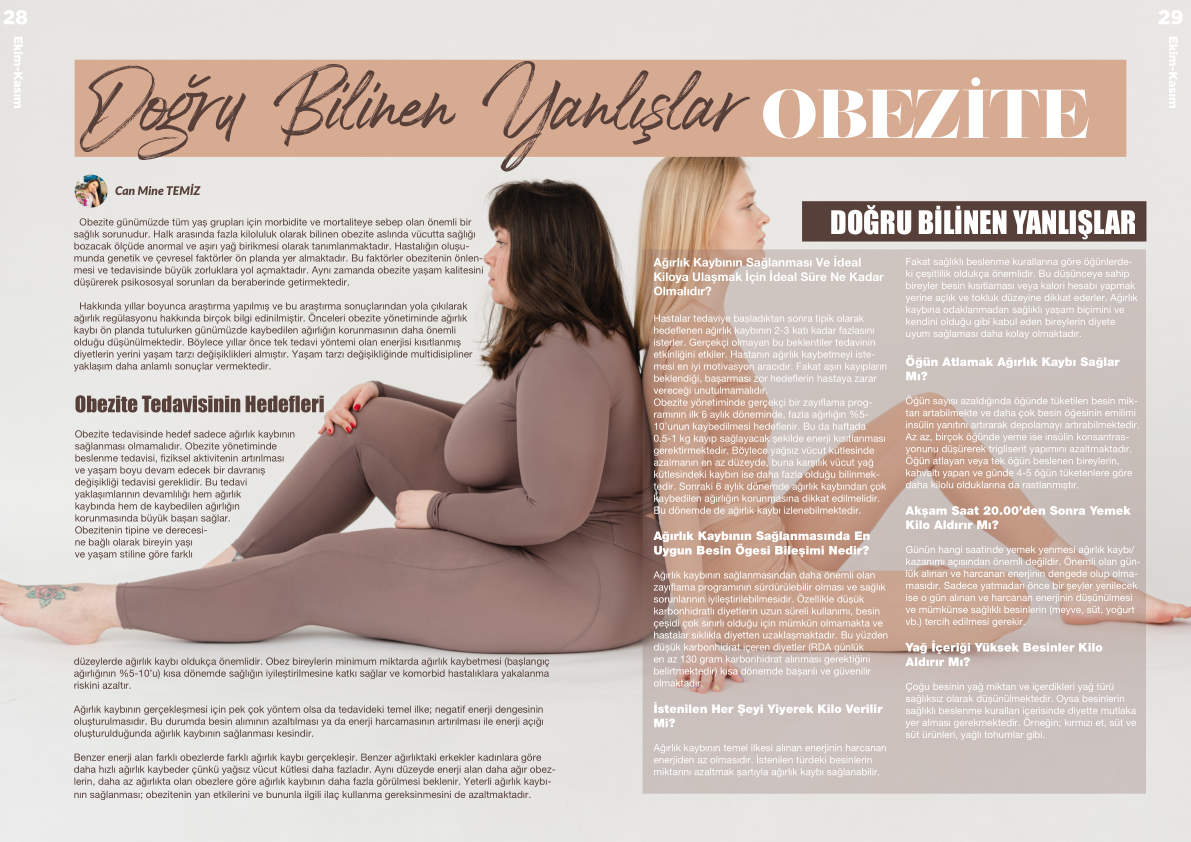 28
Ekim-Kasım
Doğru Bilinen Yanlışlar OBEZİTE
Can Mine TEMİZ
Obezite günümüzde tüm yaş grupları için morbidite ve mortaliteye sebep olan önemli bir
sağlık sorunudur. Halk arasında fazla kiloluluk olarak bilinen obezite aslında vücutta sağlığı
bozacak ölçüde anormal ve aşırı yağ birikmesi olarak tanımlanmaktadır. Hastalığın oluşu-
munda genetik ve çevresel faktörler ön planda yer almaktadır. Bu faktörler obezitenin önlen-
mesi ve tedavisinde büyük zorluklara yol açmaktadır. Aynı zamanda obezite yaşam kalitesini
düşürerek psikososyal sorunları da beraberinde getirmektedir.
Hakkında yıllar boyunca araştırma yapılmış ve bu araştırma sonuçlarından yola çıkılarak
ağırlık regülasyonu hakkında birçok bilgi edinilmiştir. Önceleri obezite yönetiminde ağırlık
kaybı ön planda tutulurken günümüzde kaybedilen ağırlığın korunmasının daha önemli
olduğu düşünülmektedir. Böylece yıllar önce tek tedavi yöntemi olan enerjisi kısıtlanmış
diyetlerin yerini yaşam tarzı değişiklikleri almıştır. Yaşam tarzı değişikliğinde multidisipliner
yaklaşım daha anlamlı sonuçlar vermektedir.
Obezite Tedavisinin Hedefleri
Obezite tedavisinde hedef sadece ağırlık kaybının
sağlanması olmamalıdır. Obezite yönetiminde
beslenme tedavisi, fiziksel aktivitenin artırılması
ve yaşam boyu devam edecek bir davranış
değişikliği tedavisi gereklidir. Bu tedavi
yaklaşımlarının devamlılığı hem ağırlık
kaybında hem de kaybedilen ağırlığın
korunmasında büyük başarı sağlar.
Obezitenin tipine ve derecesi-
ne bağlı olarak bireyin yaşı
ve yaşam stiline göre farklı
düzeylerde ağırlık kaybı oldukça önemlidir. Obez bireylerin minimum miktarda ağırlık kaybetmesi (başlangıç
ağırlığının %5-10'u) kısa dönemde sağlığın iyileştirilmesine katkı sağlar ve komorbid hastalıklara yakalanma
riskini azaltır.
Ağırlık kaybının gerçekleşmesi için pek çok yöntem olsa da tedavideki temel ilke; negatif enerji dengesinin
oluşturulmasıdır. Bu durumda besin alımının azaltılması ya da enerji harcamasının artırılması ile enerji açığı
oluşturulduğunda ağırlık kaybının sağlanması kesindir.
Benzer enerji alan farklı obezlerde farklı ağırlık kaybı gerçekleşir. Benzer ağırlıktaki erkekler kadınlara göre
daha hızlı ağırlık kaybeder çünkü yağsız vücut kütlesi daha fazladır. Aynı düzeyde enerji alan daha ağır obez-
lerin, daha az ağırlıkta olan obezlere göre ağırlık kaybının daha fazla görülmesi beklenir. Yeterli ağırlık kaybı-
nın sağlanması; obezitenin yan etkilerini ve bununla ilgili ilaç kullanma gereksinmesini de azaltmaktadır.
29
Ekim-Kasım
DOĞRU BİLİNEN YANLIŞLAR
Ağırlık Kaybının Sağlanması Ve İdeal
Kiloya Ulaşmak İçin İdeal Süre Ne Kadar
Olmalıdır?
Hastalar tedaviye başladıktan sonra tipik olarak
hedeflenen ağırlık kaybının 2-3 katı kadar fazlasını
isterler. Gerçekçi olmayan bu beklentiler tedavinin
etkinliğini etkiler. Hastanın ağırlık kaybetmeyi iste-
mesi en iyi motivasyon aracıdır. Fakat aşırı kayıpların
beklendiği, başarması zor hedeflerin hastaya zarar
vereceği unutulmamalıdır.
Obezite yönetiminde gerçekçi bir zayıflama prog-
ramının ilk 6 aylık döneminde, fazla ağırlığın %5-
10'unun kaybedilmesi hedeflenir. Bu da haftada
0.5-1 kg kayıp sağlayacak şekilde enerji kısıtlanması
gerektirmektedir. Böylece yağsız vücut kütlesinde
azalmanın en az düzeyde, buna karşılık vücut yağ
kütlesindeki kaybın ise daha fazla olduğu bilinmek-
tedir. Sonraki 6 aylık dönemde ağırlık kaybından çok
kaybedilen ağırlığın korunmasına dikkat edilmelidir.
Bu dönemde de ağırlık kaybı izlenebilmektedir.
Ağırlık Kaybının Sağlanmasında En
Uygun Besin Ögesi Bileşimi Nedir?
Ağırlık kaybının sağlanmasından daha önemli olan
zayıflama programının sürdürülebilir olması ve sağlık
sorunlarının iyileştirilebilmesidir. Özellikle düşük
karbonhidratlı diyetlerin uzun süreli kullanımı, besin
çeşidi çok sınırlı olduğu için mümkün olmamakta ve
hastalar sıklıkla diyetten uzaklaşmaktadır. Bu yüzden
düşük karbonhidrat içeren diyetler (RDA günlük
en az 130 gram karbonhidrat alınması gerektiğini
belirtmektedir) kısa dönemde başarılı ve güvenilir
olmaktadır.
İstenilen Her Şeyi Yiyerek Kilo Verilir
Mi?
Ağırlık kaybının temel ilkesi alınan enerjinin harcanan
enerjiden az olmasıdır. İstenilen türdeki besinlerin
miktarını azaltmak şartıyla ağırlık kaybı sağlanabilir.
Fakat sağlıklı beslenme kurallarına göre öğünlerde-
ki çeşitlilik oldukça önemlidir. Bu düşünceye sahip
bireyler besin kısıtlaması veya kalori hesabı yapmak
yerine açlık ve tokluk düzeyine dikkat ederler. Ağırlık
kaybına odaklanmadan sağlıklı yaşam biçimini ve
kendini olduğu gibi kabul eden bireylerin diyete
uyum sağlaması daha kolay olmaktadır.
Öğün Atlamak Ağırlık Kaybı Sağlar
Mı?
Öğün sayısı azaldığında öğünde tüketilen besin mik-
tarı artabilmekte ve daha çok besin öğesinin emilimi
insülin yanıtını artırarak depolamayı artırabilmektedir.
Az az, birçok öğünde yeme ise insülin konsantras-
yonunu düşürerek trigliserit yapımını azaltmaktadır.
Öğün atlayan veya tek öğün beslenen bireylerin,
kahvaltı yapan ve günde 4-5 öğün tüketenlere göre
daha kilolu olduklarına da rastlanmıştır.
Akşam Saat 20.00'den Sonra Yemek
Kilo Aldırır Mı?
Günün hangi saatinde yemek yenmesi ağırlık kaybı/
kazanımı açısından önemli değildir. Önemli olan gün-
lük alınan ve harcanan enerjinin dengede olup olma-
masıdır. Sadece yatmadan önce bir şeyler yenilecek
ise o gün alınan ve harcanan enerjinin düşünülmesi
ve mümkünse sağlıklı besinlerin (meyve, süt, yoğurt
vb.) tercih edilmesi gerekir.
Yağ İçeriği Yüksek Besinler Kilo
Aldırır Mı?
Çoğu besinin yağ miktarı ve içerdikleri yağ türü
sağlıksız olarak düşünülmektedir. Oysa besinlerin
sağlıklı beslenme kuralları içerisinde diyette mutlaka
yer alması gerekmektedir. Örneğin; kırmızı et, süt ve
süt ürünleri, yağlı tohumlar gibi.